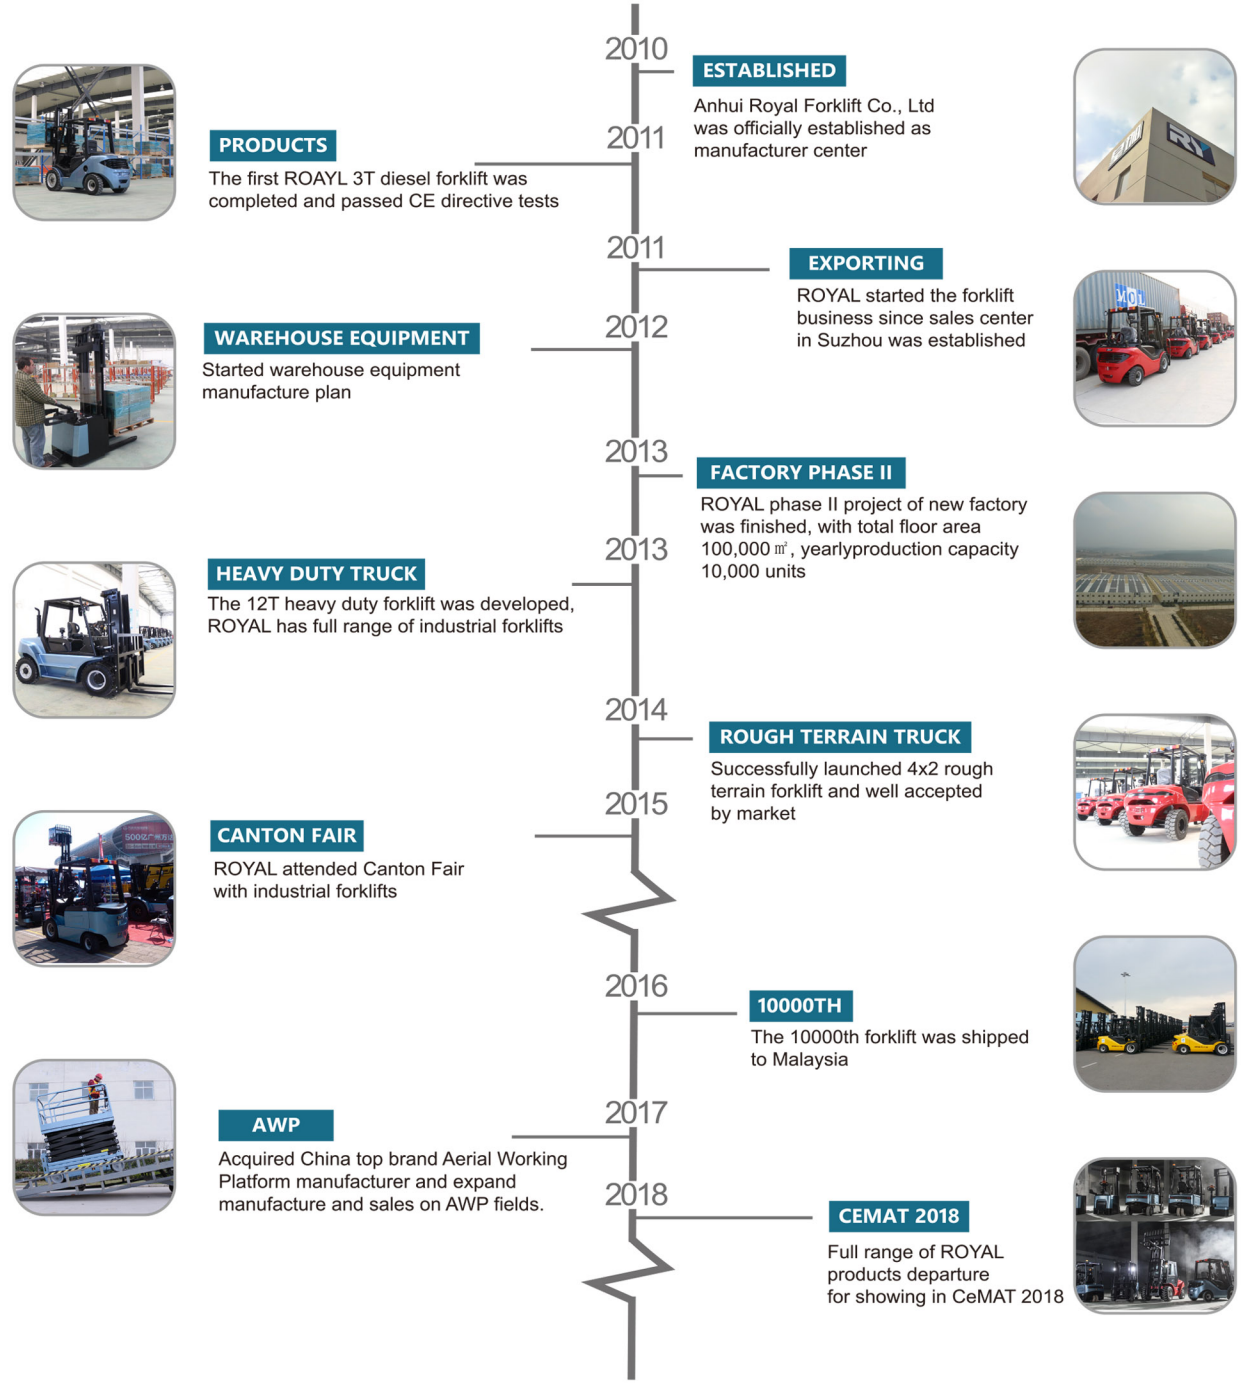 2010
ESTABLISHED
Anhui Royal Forklift Co., Ltd
was officially established as
manufacturer center
RY
2011
PRODUCTS
The first ROAYL 3T diesel forklift was
completed and passed CE directive tests
2011
EXPORTING
ROYAL started the forklift
business since sales center
in Suzhou was established
MOL
2012
WAREHOUSE EQUIPMENT
Started warehouse equipment
manufacture plan
2013
FACTORY PHASE II
ROYAL phase II project of new factory
was finished, with total floor area
100,000 ㎡, yearlyproduction capacity
10,000 units
2013
HEAVY DUTY TRUCK
The 12T heavy duty forklift was developed,
ROYAL has full range of industrial forklifts
2014
ROUGH TERRAIN TRUCK
Successfully launched 4x2 rough
terrain forklift and well accepted
by market
2015
CANTON FAIR
ROYAL attended Canton Fair
with industrial forklifts
2016
10000TH
The 10000th forklift was shipped
to Malaysia
2017
AWP
Acquired China top brand Aerial Working
Platform manufacturer and expand
manufacture and sales on AWP fields.
2018
CEMAT 2018
Full range of ROYAL
products departure
for showing in CeMAT 2018